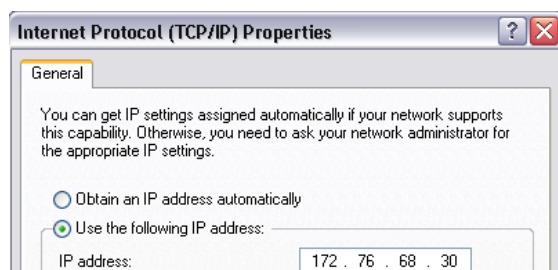 Internet Protocol (TCP/IP) Properties
General
You can get IP settings assigned automatically if your network supports
this capability. Otherwise, you need to ask your network administrator for
the appropriate IP settings.
Obtain an IP address automatically
Use the following IP address:
IP address: 172 . 76 . 68 . 30